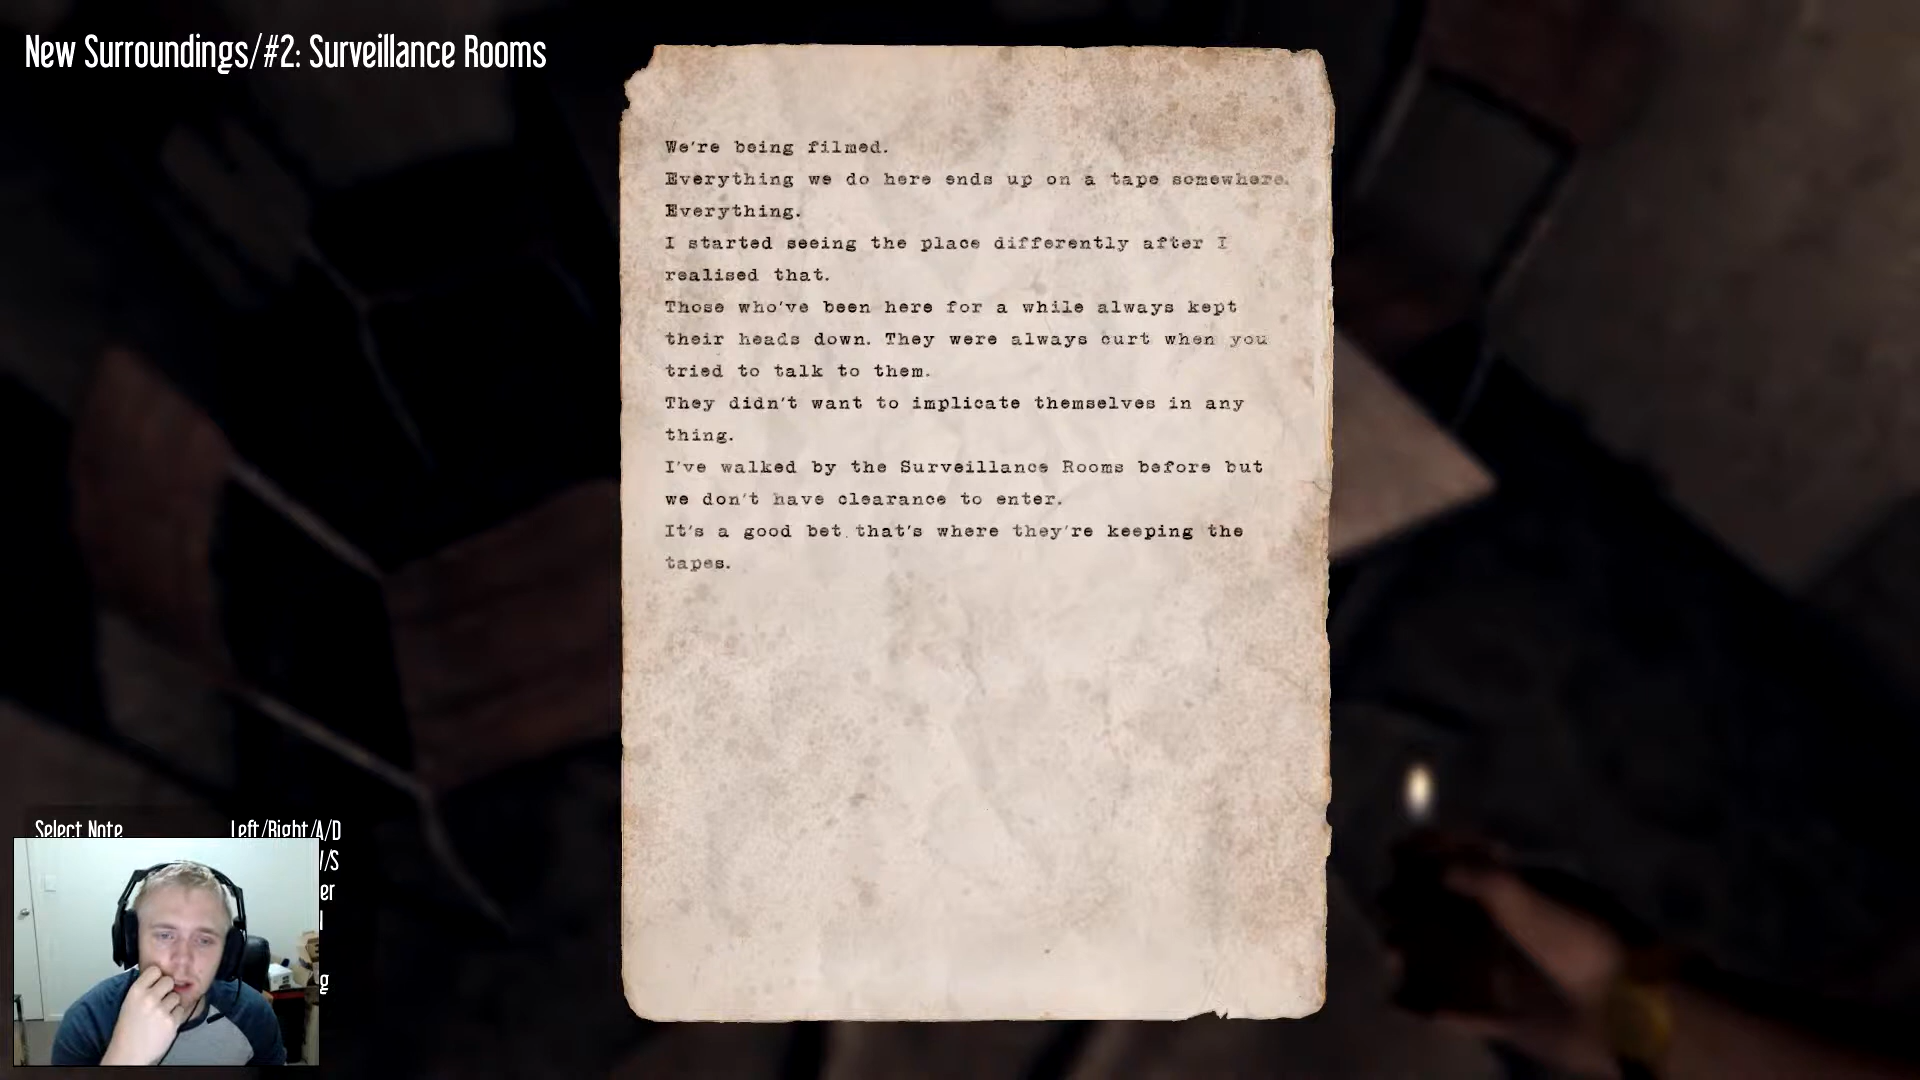 New Surroundings/#2: Surveillance Rooms
We're being filmed.
Everything we do here ends up on a tape somewhere.
Everything.
I started seeing the place differently after I
realised that.
Those who've been here for a while always kept
their heads down. They were always curt when you
tried to talk to them.
They didn't want to implicate themselves in any
thing.
I've walked by the Surveillance Rooms before but
we don't have clearance to enter.
It's a good bet that's where they're keeping the
tapes.
Select Note Left/Right/A/D
/S
er
g